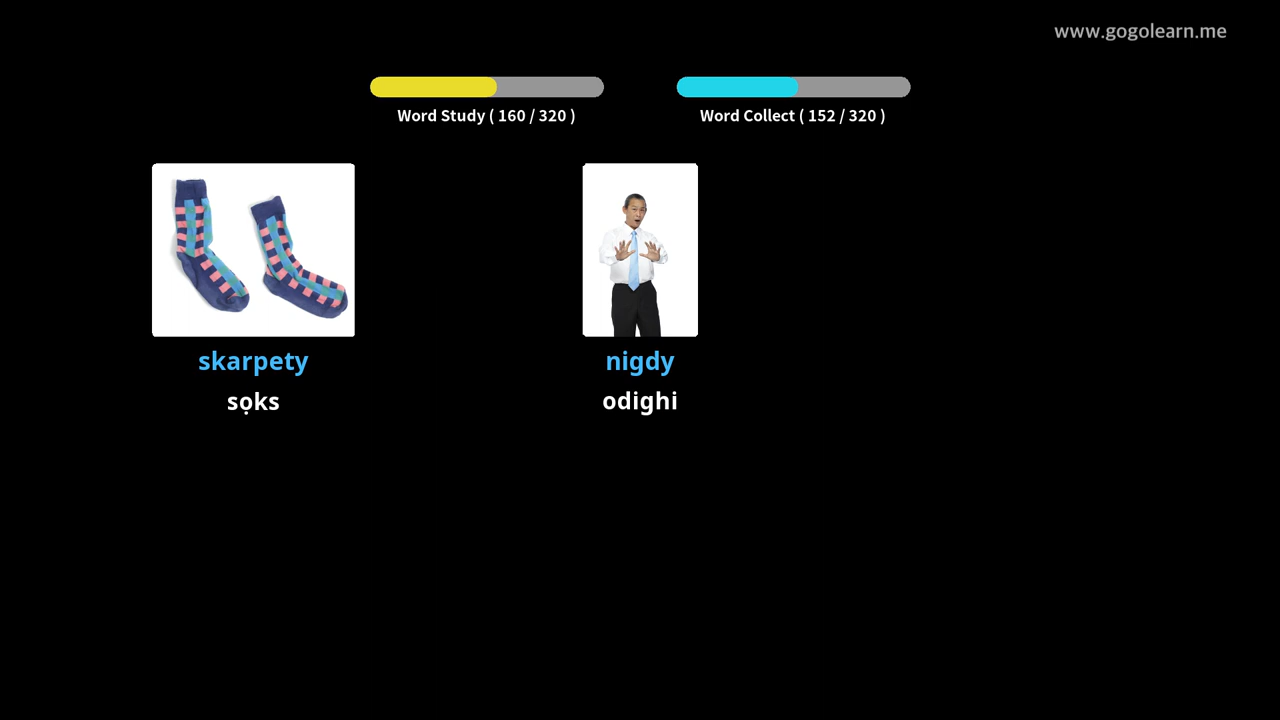 www.gogolearn.me
Word Study ( 160 / 320 )
Word Collect ( 152 / 320 )
skarpety
sọks
nigdy
odighi